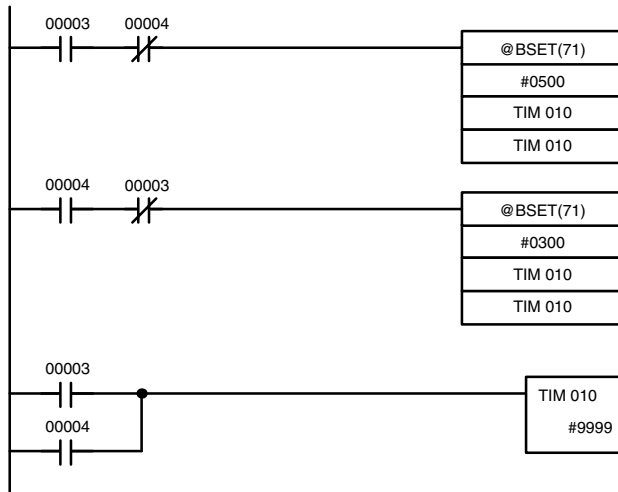 00003 00004
@BSET(71)
#0500
TIM 010
TIM 010
00004 00003
@BSET(71)
#0300
TIM 010
TIM 010
00003
TIM 010
#9999
00004